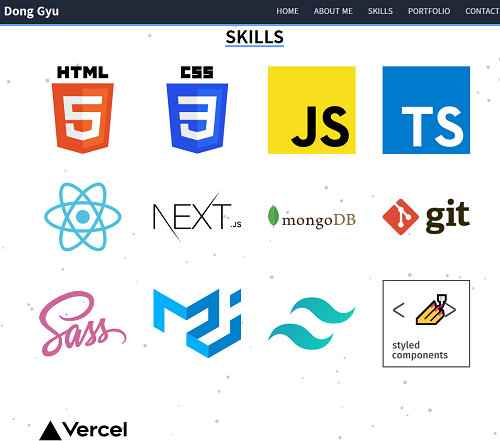 Dong Gyu
HOME ABOUT ME SKILLS PORTFOLIO CONTACT
SKILLS
HTML CSS
5 3 JS TS
NEXT.JS mongoDB git
Sass
styled
components
Vercel